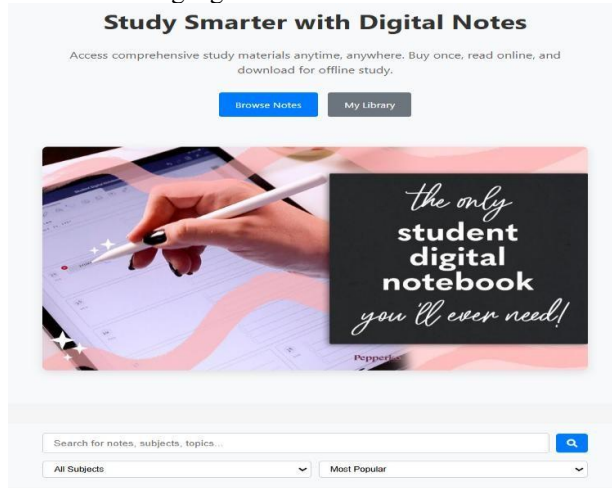 Study Smarter with Digital Notes
Access comprehensive study materials anytime, anywhere. Buy once, read online, and
download for offline study.
Browse Notes
My Library
the only
student
digital
notebook
you'll ever need!
Search for notes, subjects, topics...
All Subjects
Most Popular